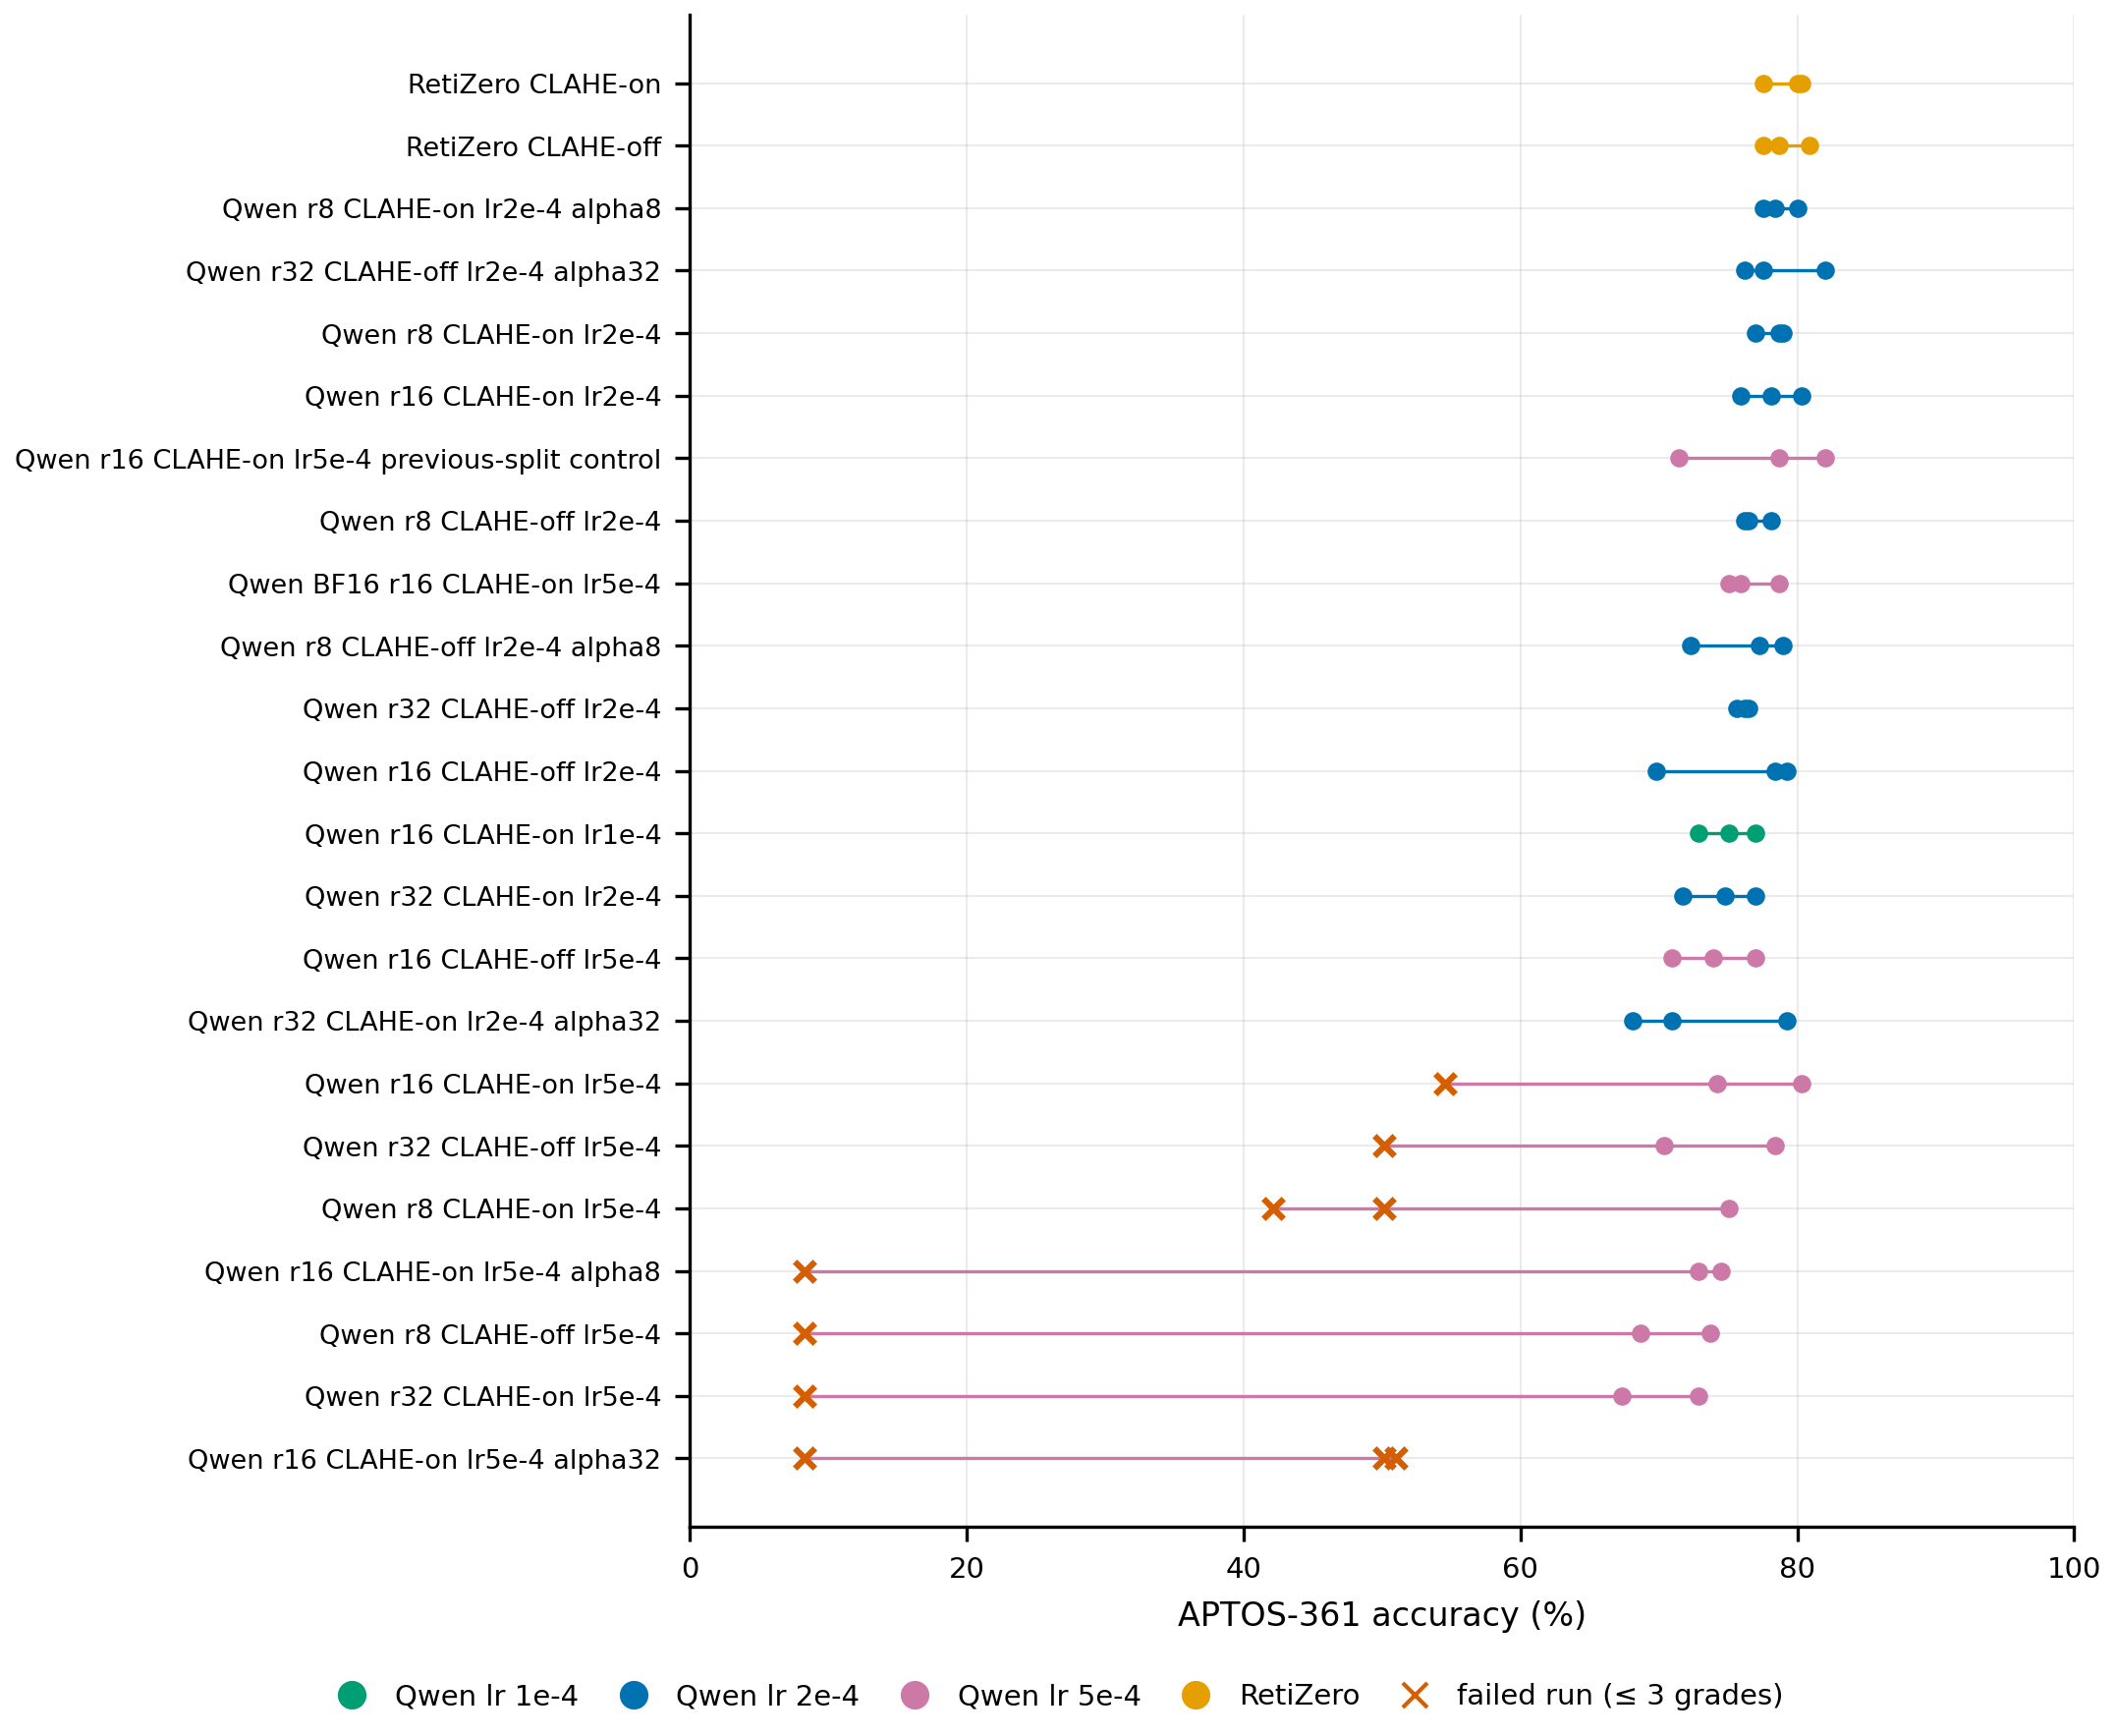 RetiZero CLAHE-on
RetiZero CLAHE-off
Qwen r8 CLAHE-on lr2e-4 alpha8
Qwen r32 CLAHE-off lr2e-4 alpha32
Qwen r8 CLAHE-on lr2e-4
Qwen r16 CLAHE-on lr2e-4
Qwen r16 CLAHE-on lr5e-4 previous-split control
Qwen r8 CLAHE-off lr2e-4
Qwen BF16 r16 CLAHE-on lr5e-4
Qwen r8 CLAHE-off lr2e-4 alpha8
Qwen r32 CLAHE-off lr2e-4
Qwen r16 CLAHE-off lr2e-4
Qwen r16 CLAHE-on lr1e-4
Qwen r32 CLAHE-on lr2e-4
Qwen r16 CLAHE-off lr5e-4
Qwen r32 CLAHE-on lr2e-4 alpha32
Qwen r16 CLAHE-on lr5e-4
Qwen r32 CLAHE-off lr5e-4
Qwen r8 CLAHE-on lr5e-4
Qwen r16 CLAHE-on lr5e-4 alpha8
Qwen r8 CLAHE-off lr5e-4
Qwen r32 CLAHE-on lr5e-4
Qwen r16 CLAHE-on lr5e-4 alpha32
0 20 40 60 80 100
APTOS-361 accuracy (%)
Qwen lr 1e-4 Qwen lr 2e-4 Qwen lr 5e-4 RetiZero failed run (≤ 3 grades)